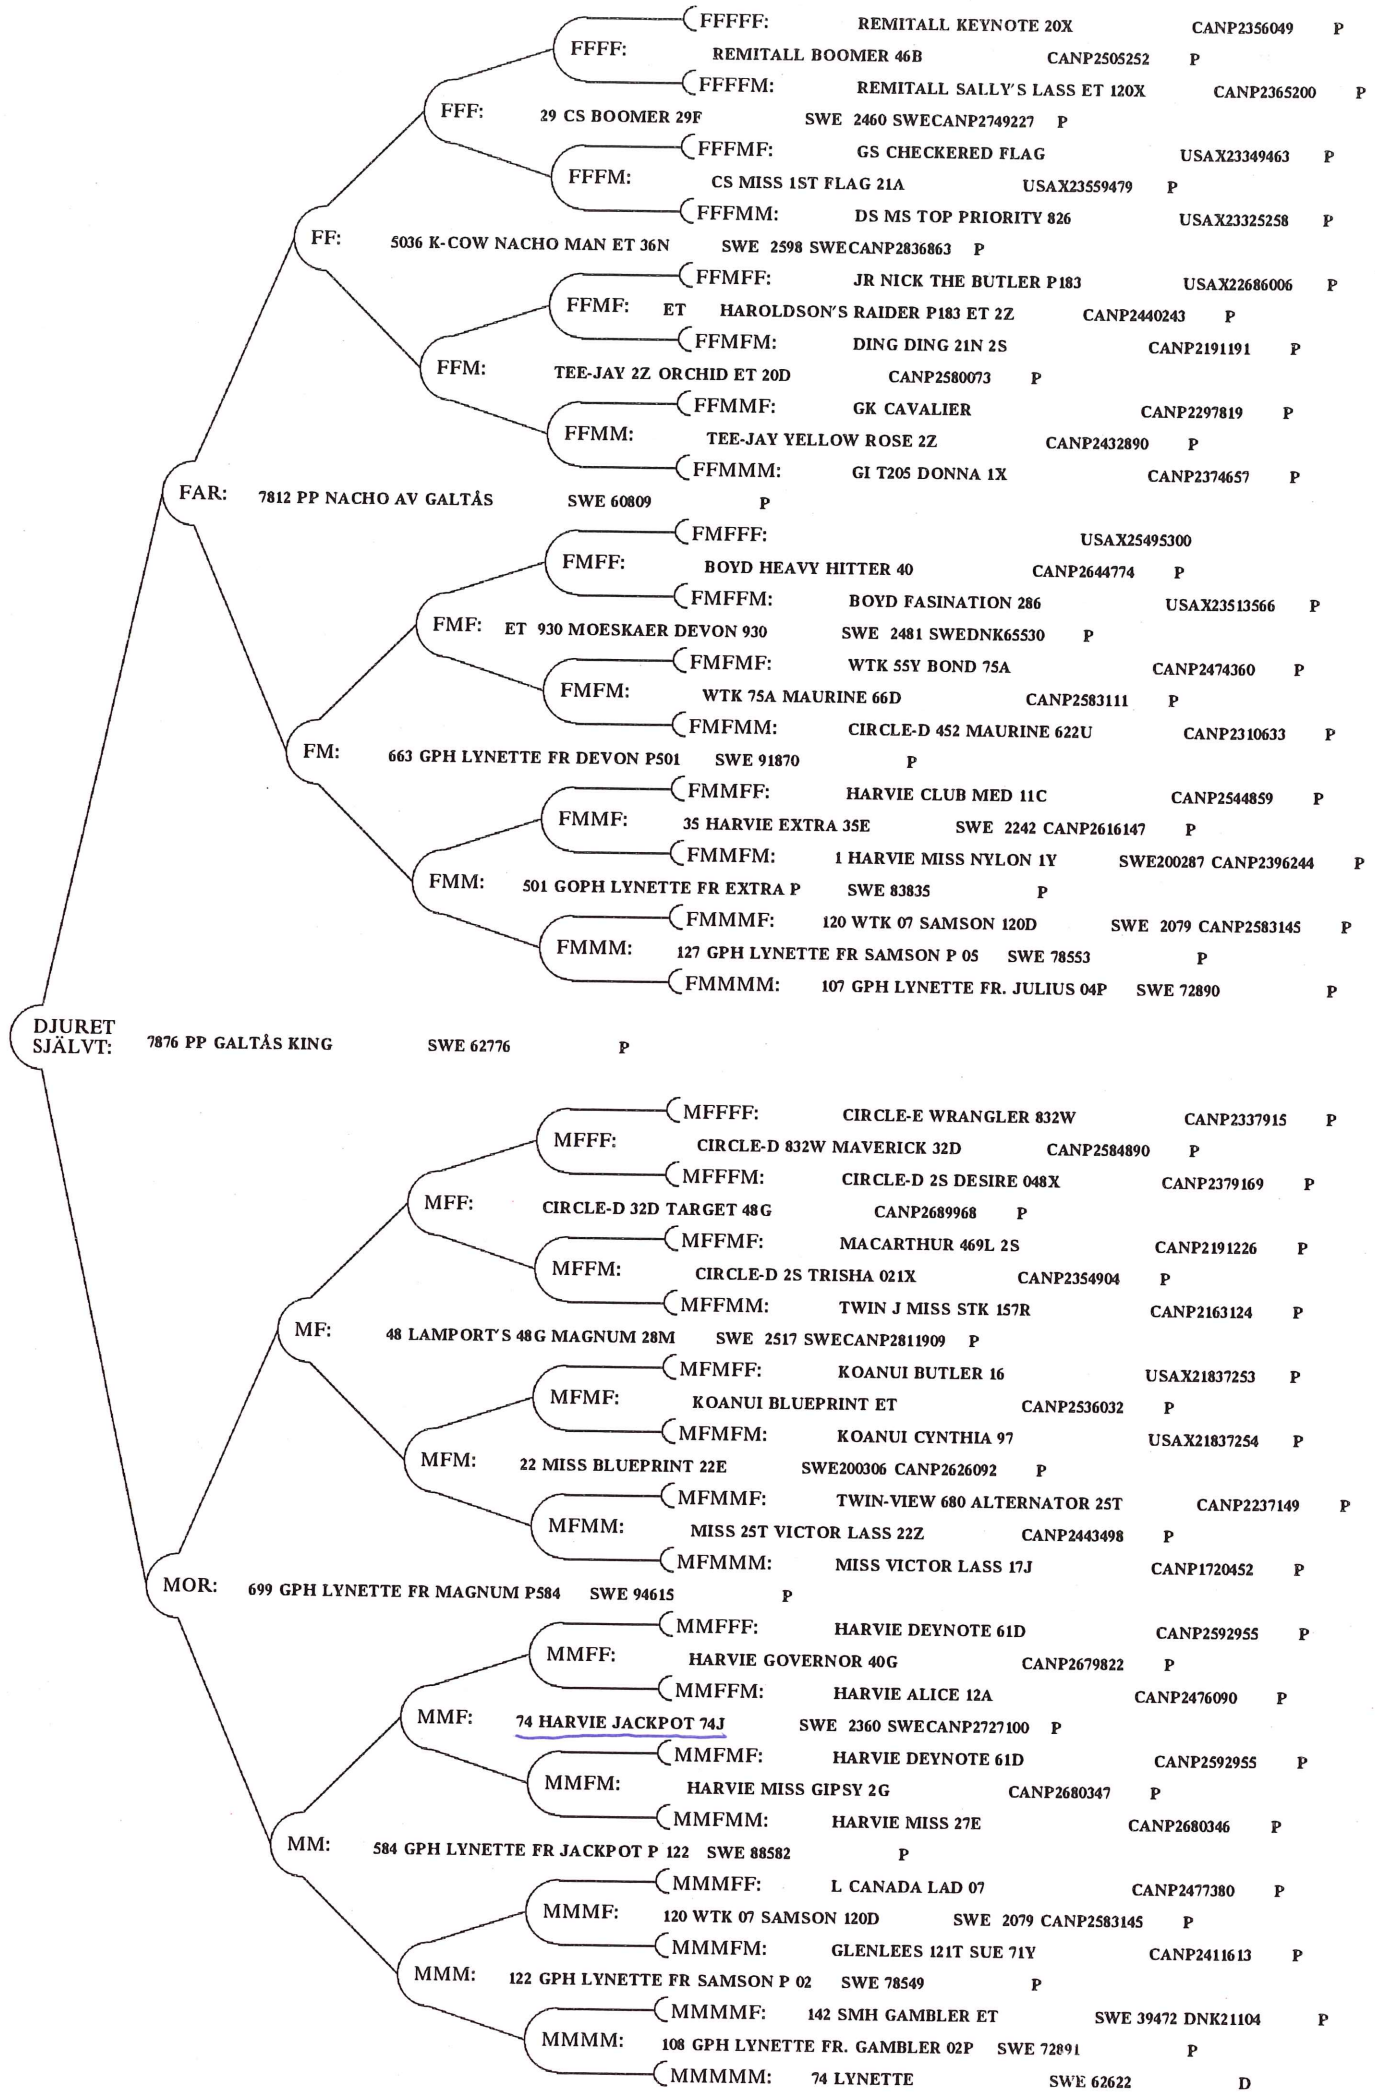 FFFFF: REMITALL KEYNOTE 20X CANP2356049 P
FFFF: REMITALL BOOMER 46B CANP2505252 P
FFFFM: REMITALL SALLY'S LASS ET 120X CANP2365200 P
FFF: 29 CS BOOMER 29F SWE 2460 SWECANP2749227 P
FFFMF: GS CHECKERED FLAG USAX23349463 P
FFFM: CS MISS 1ST FLAG 21A USAX23559479 P
FFFMM: DS MS TOP PRIORITY 826 USAX23325258 P
FF: 5036 K-COW NACHO MAN ET 36N SWE 2598 SWECANP2836863 P
FFMFF: JR NICK THE BUTLER P183 USAX22686006 P
FFMF: ET HAROLDSON'S RAIDER P183 ET 2Z CANP2440243 P
FFMFM: DING DING 21N 2S CANP2191191 P
FFM: TEE-JAY 2Z ORCHID ET 20D CANP2580073 P
FFMMF: GK CAVALIER CANP2297819 P
FFMM: TEE-JAY YELLOW ROSE 2Z CANP2432890 P
FFMMM: GI T205 DONNA 1X CANP2374657 P
FAR: 7812 PP NACHO AV GALTÅS SWE 60809 P
FMFFF: USAX25495300
FMFF: BOYD HEAVY HITTER 40 CANP2644774 P
FMFFM: BOYD FASINATION 286 USAX23513566 P
FMF: ET 930 MOESKAER DEVON 930 SWE 2481 SWEDNK65530 P
FMFMF: WTK 55Y BOND 75A CANP2474360 P
FMFM: WTK 75A MAURINE 66D CANP2583111 P
FMFMM: CIRCLE-D 452 MAURINE 622U CANP2310633 P
FM: 663 GPH LYNETTE FR DEVON P501 SWE 91870 P
FMMFF: HARVIE CLUB MED 11C CANP2544859 P
FMMF: 35 HARVIE EXTRA 35E SWE 2242 CANP2616147 P
FMMFM: 1 HARVIE MISS NYLON 1Y SWE200287 CANP2396244 P
FMM: 501 GOPH LYNETTE FR EXTRA P SWE 83835 P
FMMMF: 120 WTK 07 SAMSON 120D SWE 2079 CANP2583145 P
FMMM: 127 GPH LYNETTE FR SAMSON P 05 SWE 78553 P
FMMMM: 107 GPH LYNETTE FR. JULIUS 04P SWE 72890 P
DJURET
SJÄLVT: 7876 PP GALTÅS KING SWE 62776 P
MFFFF: CIRCLE-E WRANGLER 832W CANP2337915 P
MFFF: CIRCLE-D 832W MAVERICK 32D CANP2584890 P
MFFFM: CIRCLE-D 2S DESIRE 048X CANP2379169 P
MFF: CIRCLE-D 32D TARGET 48G CANP2689968 P
MFFMF: MACARTHUR 469L 2S CANP2191226 P
MFFM: CIRCLE-D 2S TRISHA 021X CANP2354904 P
MFFMM: TWIN J MISS STK 157R CANP2163124 P
MF: 48 LAMPORT'S 48G MAGNUM 28M SWE 2517 SWECANP2811909 P
MFMFF: KOANUI BUTLER 16 USAX21837253 P
MFMF: KOANUI BLUEPRINT ET CANP2536032 P
MFMFM: KOANUI CYNTHIA 97 USAX21837254 P
MFM: 22 MISS BLUEPRINT 22E SWE200306 CANP2626092 P
MFMMF: TWIN-VIEW 680 ALTERNATOR 25T CANP2237149 P
MFMM: MISS 25T VICTOR LASS 22Z CANP2443498 P
MFMMM: MISS VICTOR LASS 17J CANP1720452 P
MOR: 699 GPH LYNETTE FR MAGNUM P584 SWE 94615 P
MMFFF: HARVIE DEYNOTE 61D CANP2592955 P
MMFF: HARVIE GOVERNOR 40G CANP2679822 P
MMFFM: HARVIE ALICE 12A CANP2476090 P
MMF: 74 HARVIE JACKPOT 74J SWE 2360 SWECANP2727100 P
MMFMF: HARVIE DEYNOTE 61D CANP2592955 P
MMFM: HARVIE MISS GIPSY 2G CANP2680347 P
MMFMM: HARVIE MISS 27E CANP2680346 P
MM: 584 GPH LYNETTE FR JACKPOT P 122 SWE 88582 P
MMMFF: L CANADA LAD 07 CANP2477380 P
MMMF: 120 WTK 07 SAMSON 120D SWE 2079 CANP2583145 P
MMMFM: GLENLEES 121T SUE 71Y CANP2411613 P
MMM: 122 GPH LYNETTE FR SAMSON P 02 SWE 78549 P
MMMMF: 142 SMH GAMBLER ET SWE 39472 DNK21104 P
MMMM: 108 GPH LYNETTE FR. GAMBLER 02P SWE 72891 P
MMMMM: 74 LYNETTE SWE 62622 D